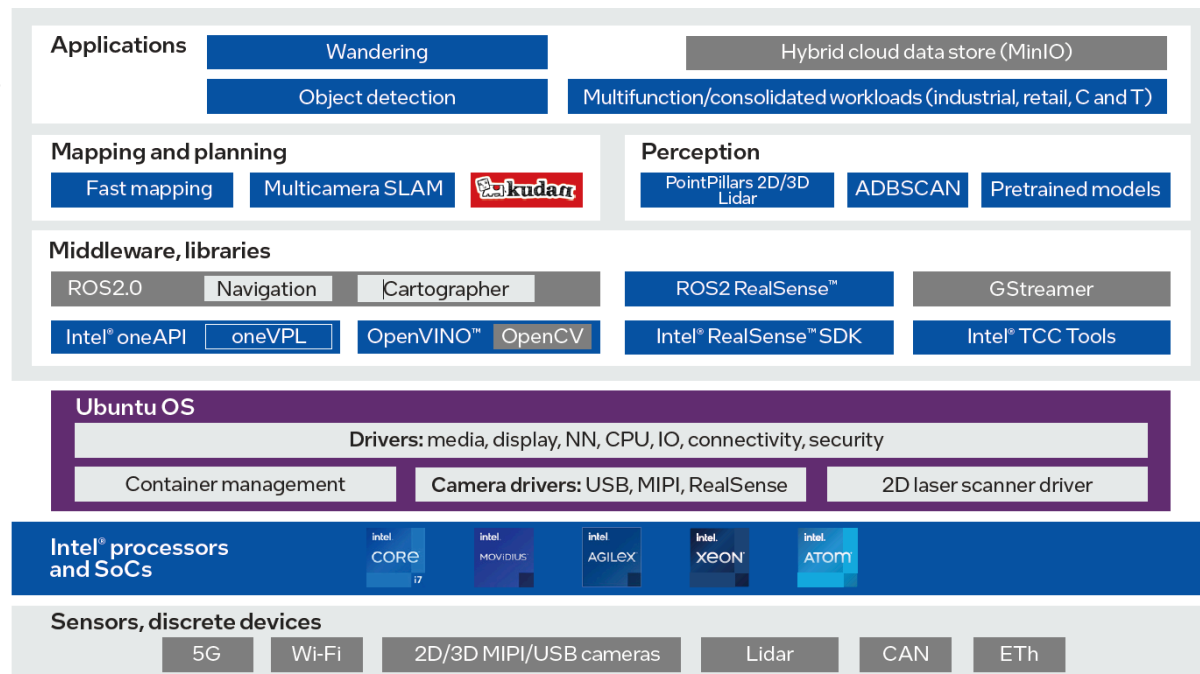 Applications
Wandering
Hybrid cloud data store (MinIO)
Object detection
Multifunction/consolidated workloads (industrial, retail, C and T)
Mapping and planning
Fast mapping
Multicamera SLAM
kudan
Perception
PointPillars 2D/3D
Lidar
ADBSCAN
Pretrained models
Middleware, libraries
ROS2.0
Navigation
Cartographer
ROS2 RealSense™
GStreamer
Intel® oneAPI
oneVPL
OpenVINO™
OpenCV
Intel® RealSense™ SDK
Intel® TCC Tools
Ubuntu OS
Drivers: media, display, NN, CPU, IO, connectivity, security
Container management
Camera drivers: USB, MIPI, RealSense
2D laser scanner driver
Intel® processors
and SoCs
intel.
CORE
i7
intel.
MOVIDIUS
intel.
AGILEX
intel.
XEON
intel.
ATOM
Sensors, discrete devices
5G
Wi-Fi
2D/3D MIPI/USB cameras
Lidar
CAN
ETh